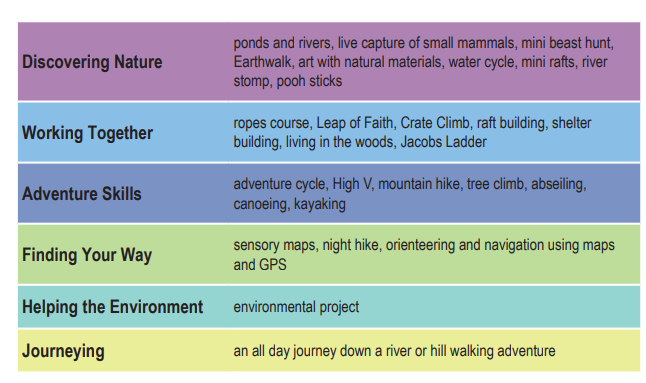 Discovering Nature
ponds and rivers, live capture of small mammals, mini beast hunt,
Earthwalk, art with natural materials, water cycle, mini rafts, river
stomp, pooh sticks
Working Together
ropes course, Leap of Faith, Crate Climb, raft building, shelter
building, living in the woods, Jacobs Ladder
Adventure Skills
adventure cycle, High V, mountain hike, tree climb, abseiling,
canoeing, kayaking
Finding Your Way
sensory maps, night hike, orienteering and navigation using maps
and GPS
Helping the Environment
environmental project
Journeying
an all day journey down a river or hill walking adventure